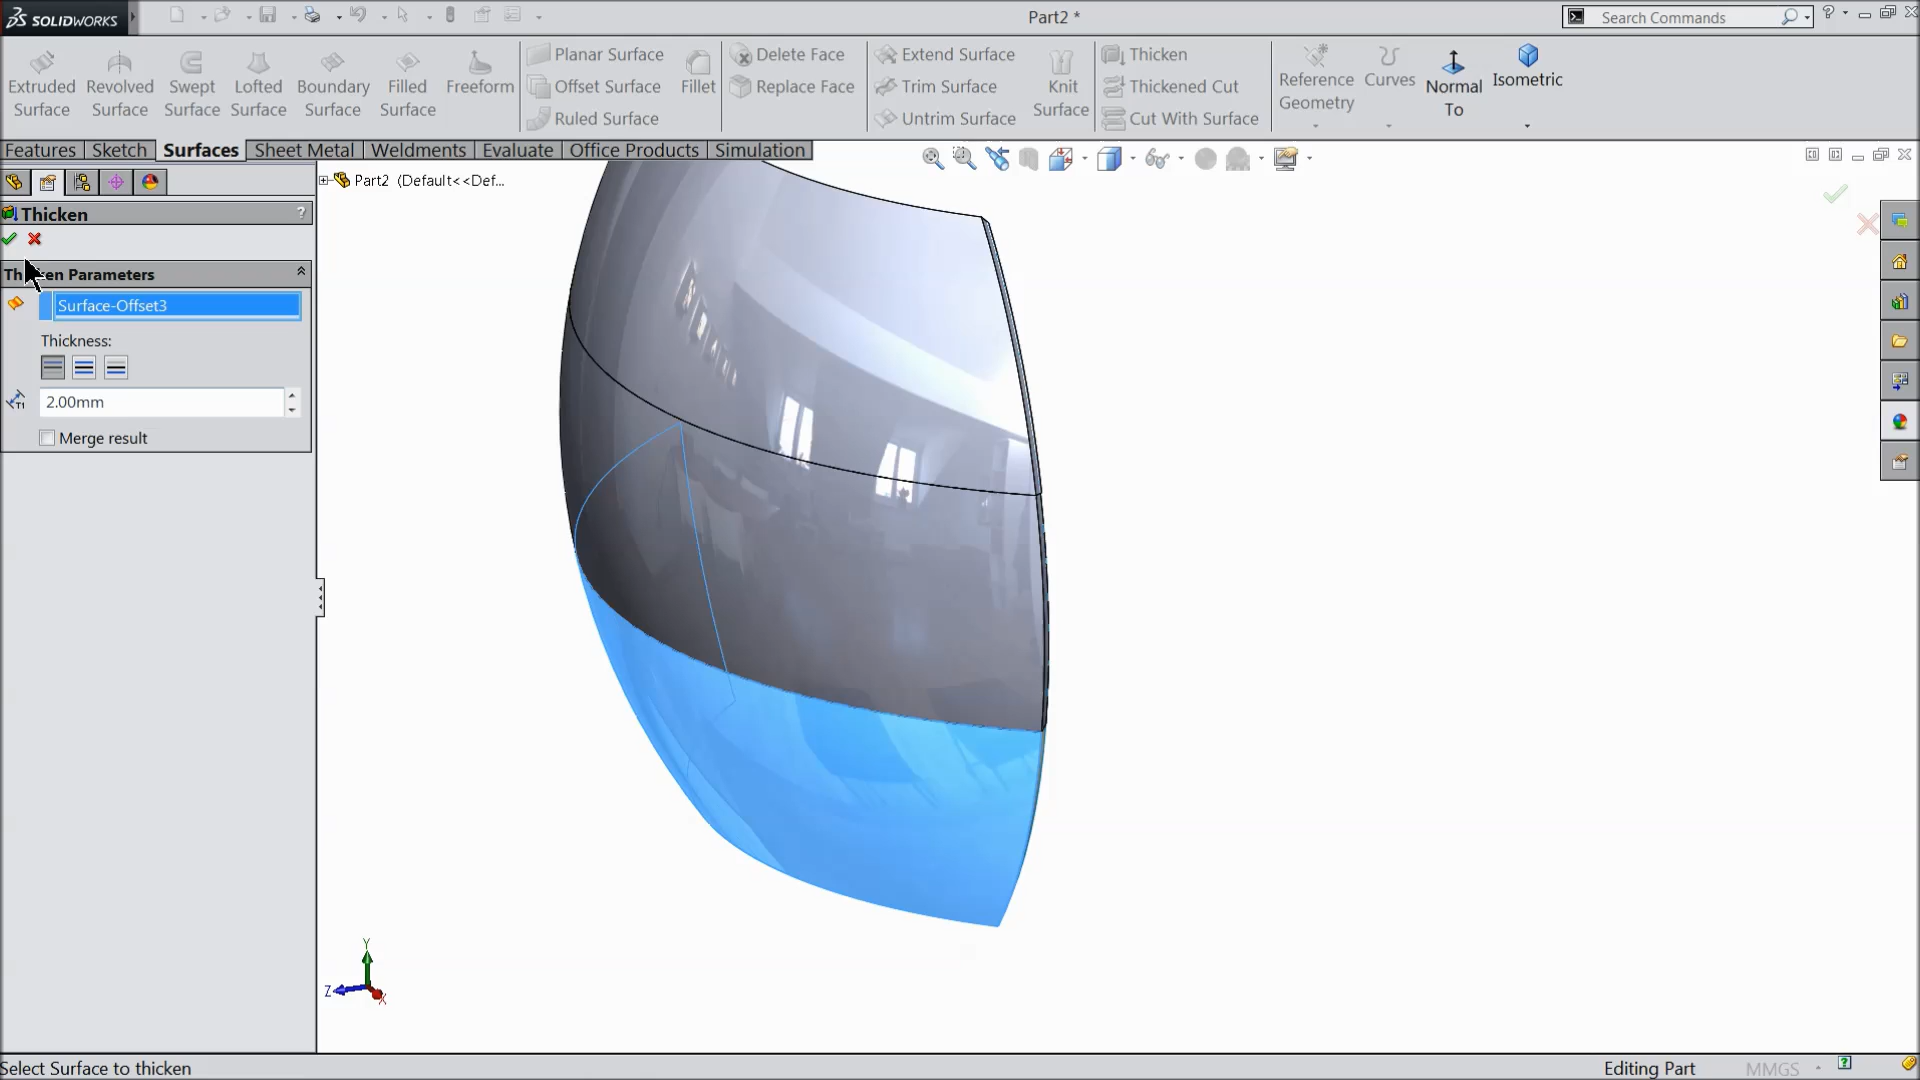 SOLIDWORKS
Part2 *
Search Commands
Extruded Surface
Revolved Surface
Swept Surface
Lofted Surface
Boundary Surface
Filled Surface
Freeform
Planar Surface
Offset Surface
Ruled Surface
Fillet
Delete Face
Replace Face
Extend Surface
Trim Surface
Untrim Surface
Knit Surface
Thicken
Thickened Cut
Cut With Surface
Reference Geometry
Curves
Normal To
Isometric
Features
Sketch
Surfaces
Sheet Metal
Weldments
Evaluate
Office Products
Simulation
Part2 (Default<<Def...
Thicken
?
Parameters
Surface-Offset3
Thickness:
T1
2.00mm
Merge result
Y
Z
X
Select Surface to thicken
Editing Part
MMGS